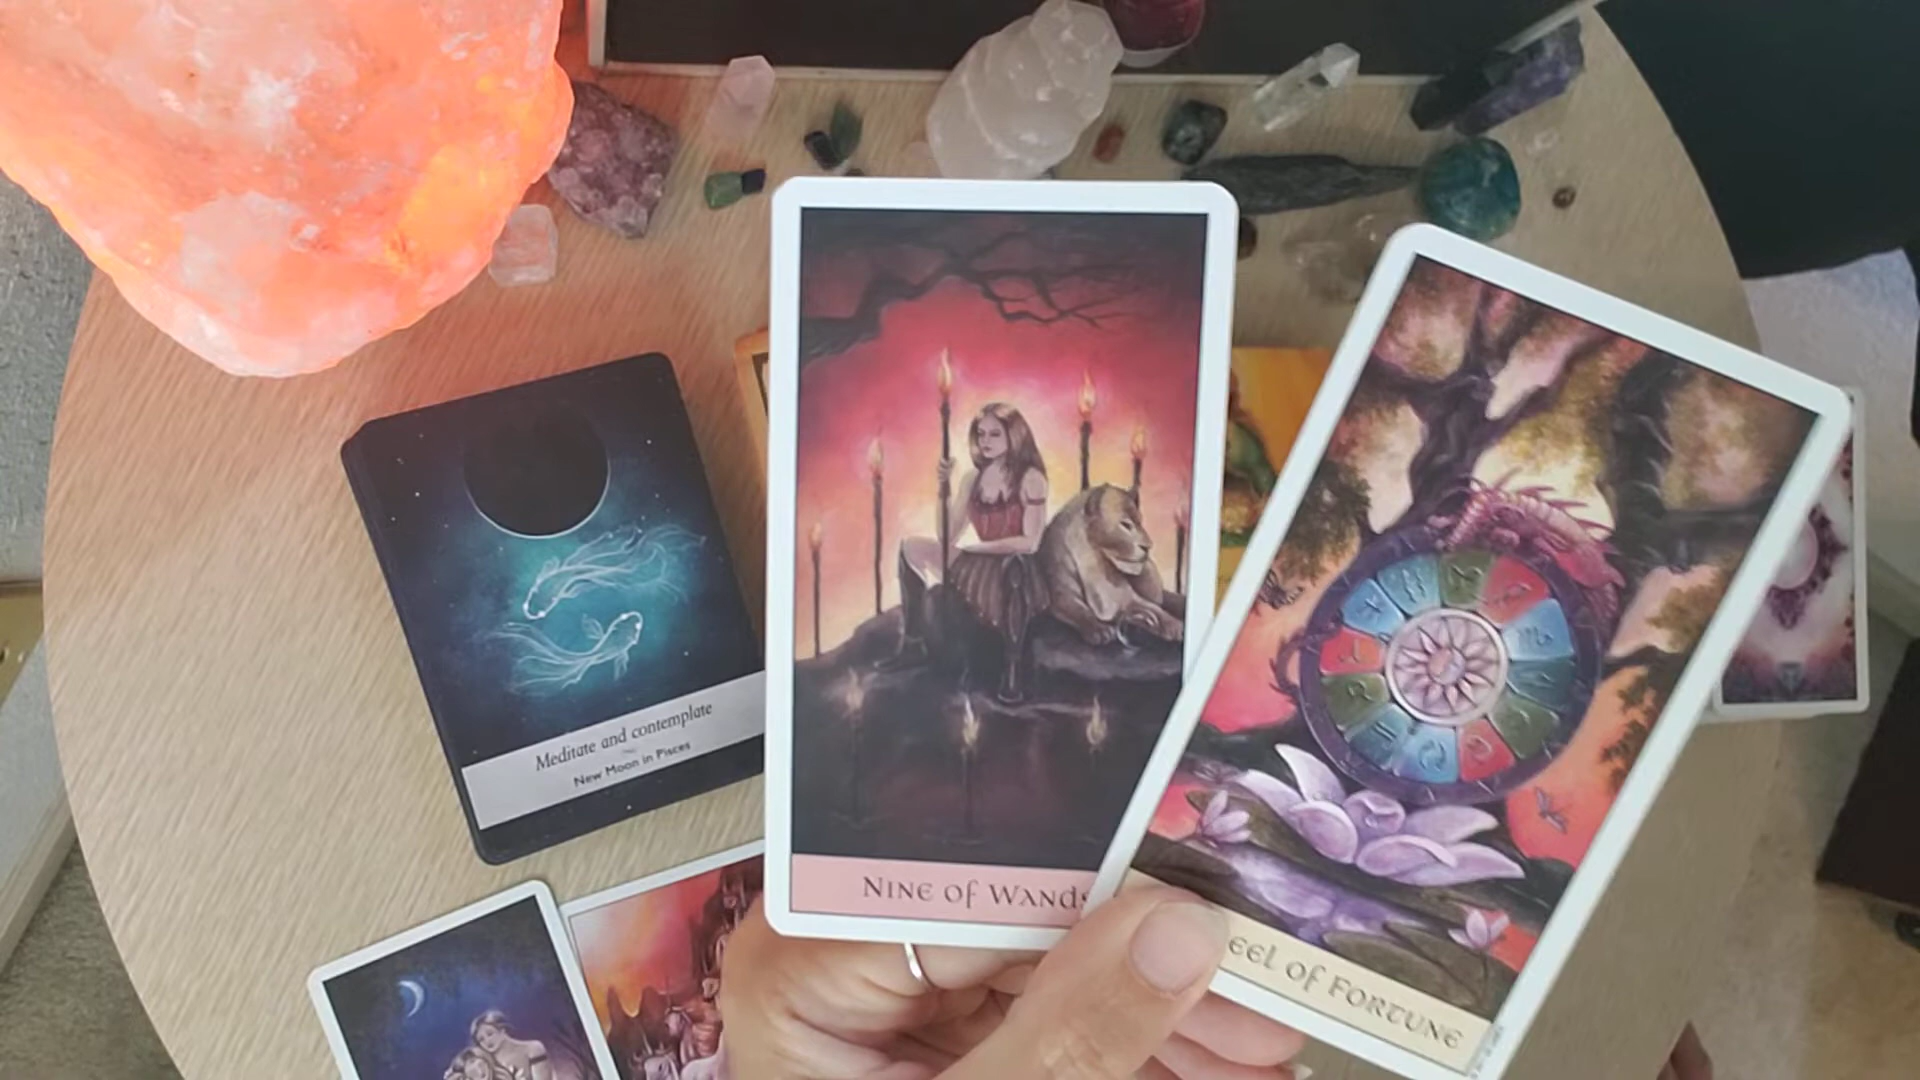 Meditate and contemplate
New Moon in Pisces
Nine of Wands
eel of Fortune